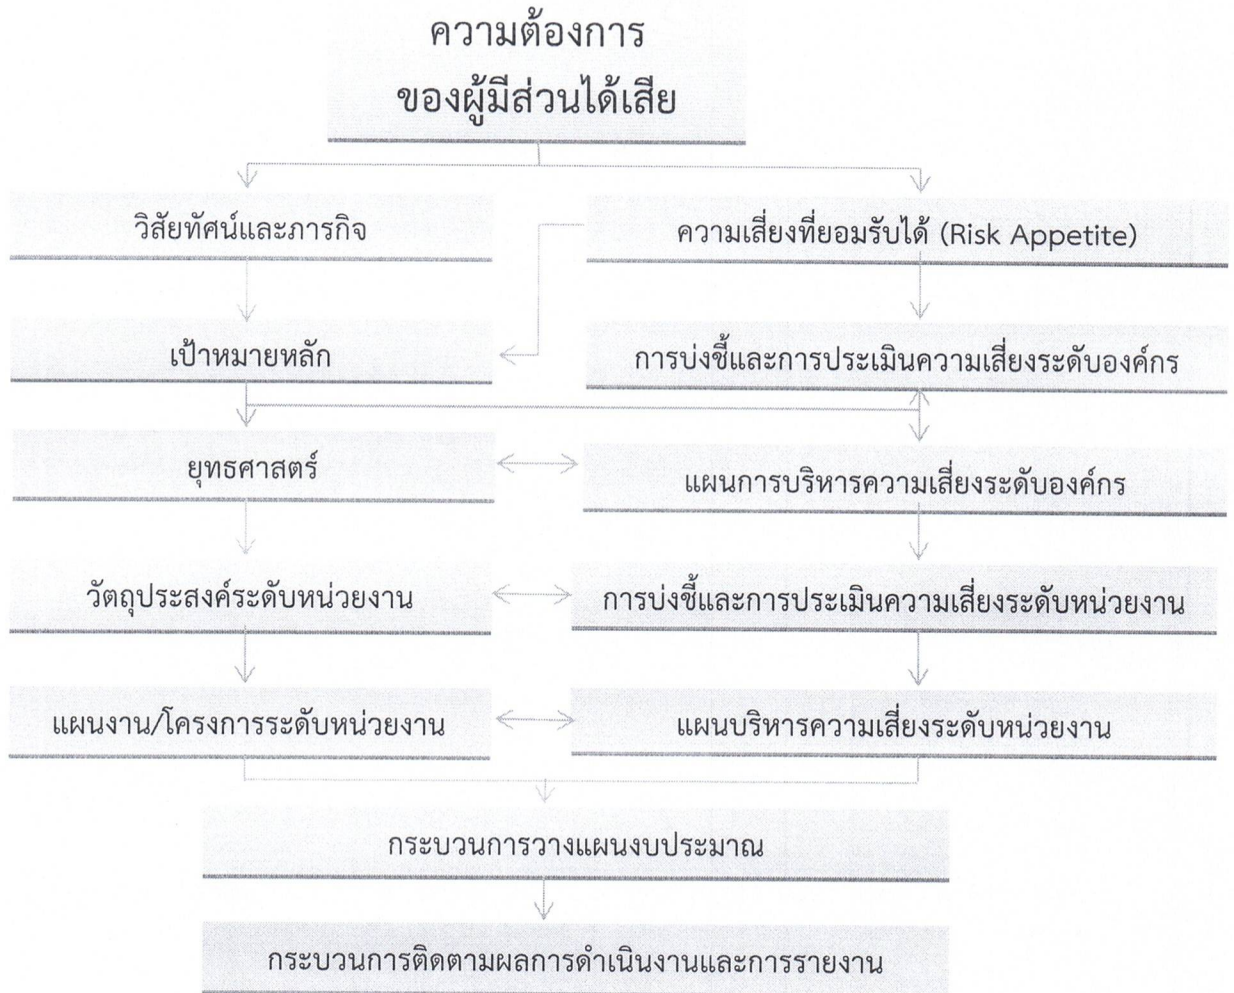 ความต้องการ
ของผู้มีส่วนได้เสีย
วิสัยทัศน์และภารกิจ
ความเสี่ยงที่ยอมรับได้ (Risk Appetite)
เป้าหมายหลัก
การบ่งชี้และการประเมินความเสี่ยงระดับองค์กร
ยุทธศาสตร์
แผนการบริหารความเสี่ยงระดับองค์กร
วัตถุประสงค์ระดับหน่วยงาน
การบ่งชี้และการประเมินความเสี่ยงระดับหน่วยงาน
แผนงาน/โครงการระดับหน่วยงาน
แผนบริหารความเสี่ยงระดับหน่วยงาน
กระบวนการวางแผนงบประมาณ
กระบวนการติดตามผลการดำเนินงานและการรายงาน